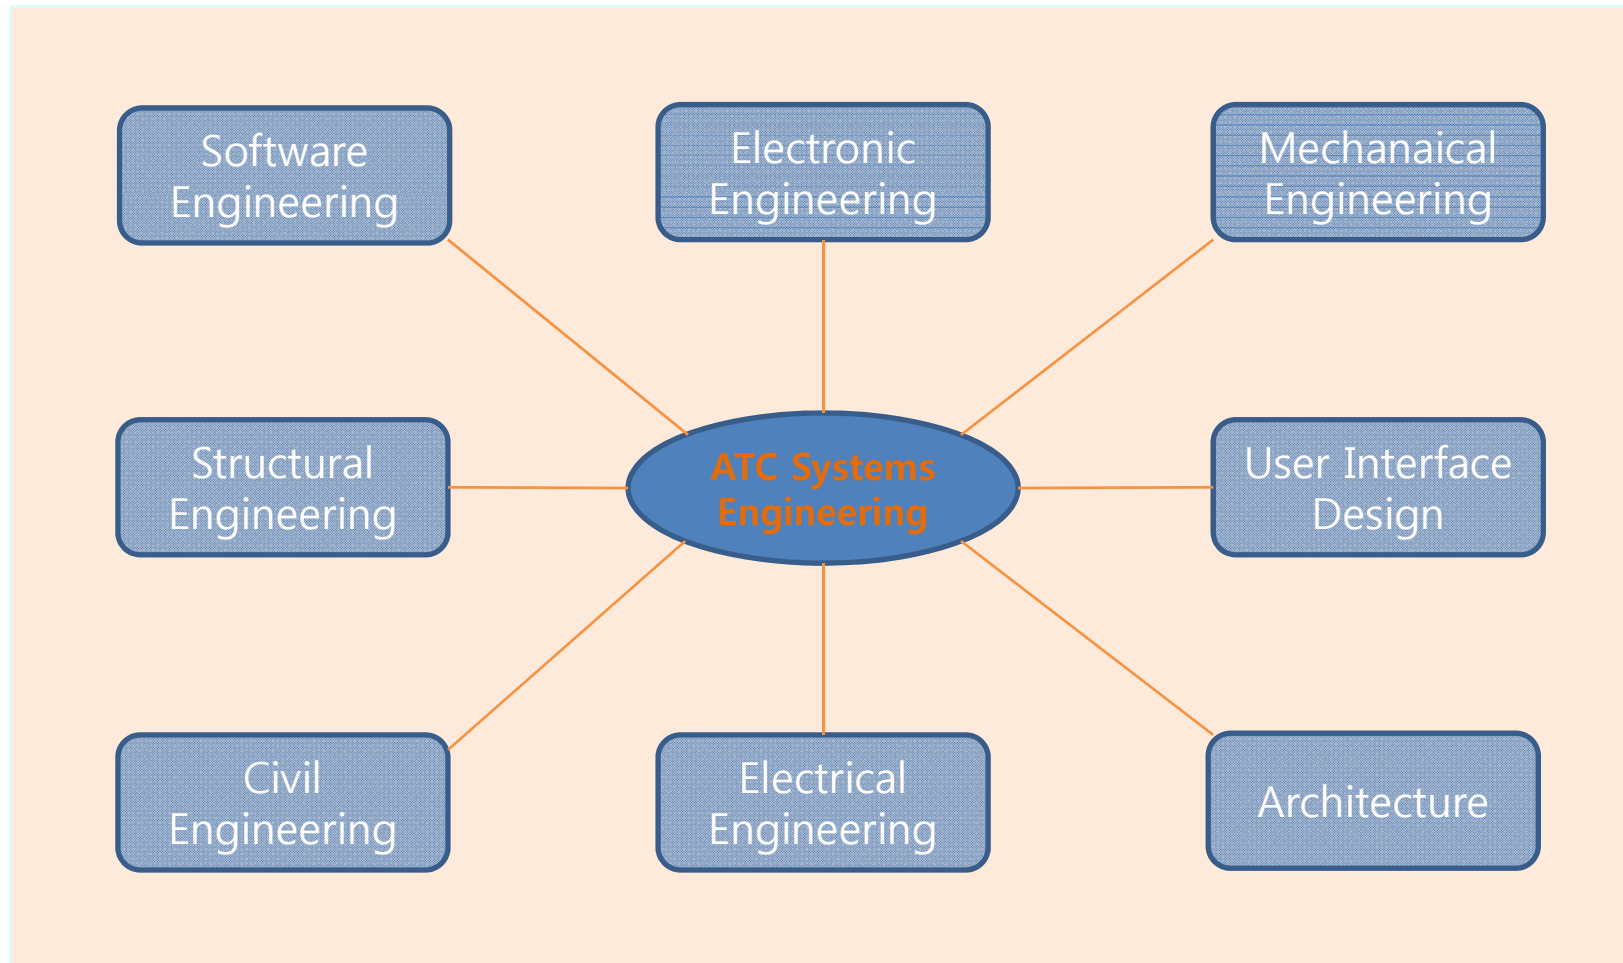 Software
Engineering
Electronic
Engineering
Mechanaical
Engineering
Structural
Engineering
ATC Systems
Engineering
User Interface
Design
Civil
Engineering
Electrical
Engineering
Architecture